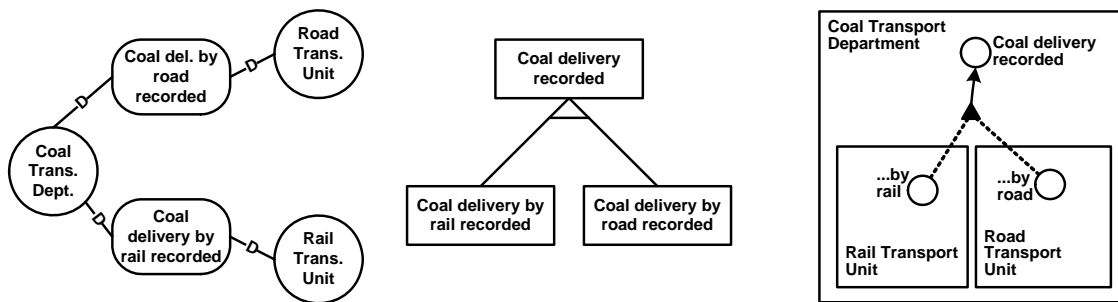 Coal del. by
road
recorded
Road
Trans.
Unit
Coal
Trans.
Dept.
Coal
delivery by
rail recorded
Rail
Trans.
Unit
Coal delivery
recorded
Coal delivery by
rail recorded
Coal delivery by
road recorded
Coal Transport
Department
Coal delivery
recorded
...by
rail
...by
road
Rail Transport
Unit
Road
Transport
Unit